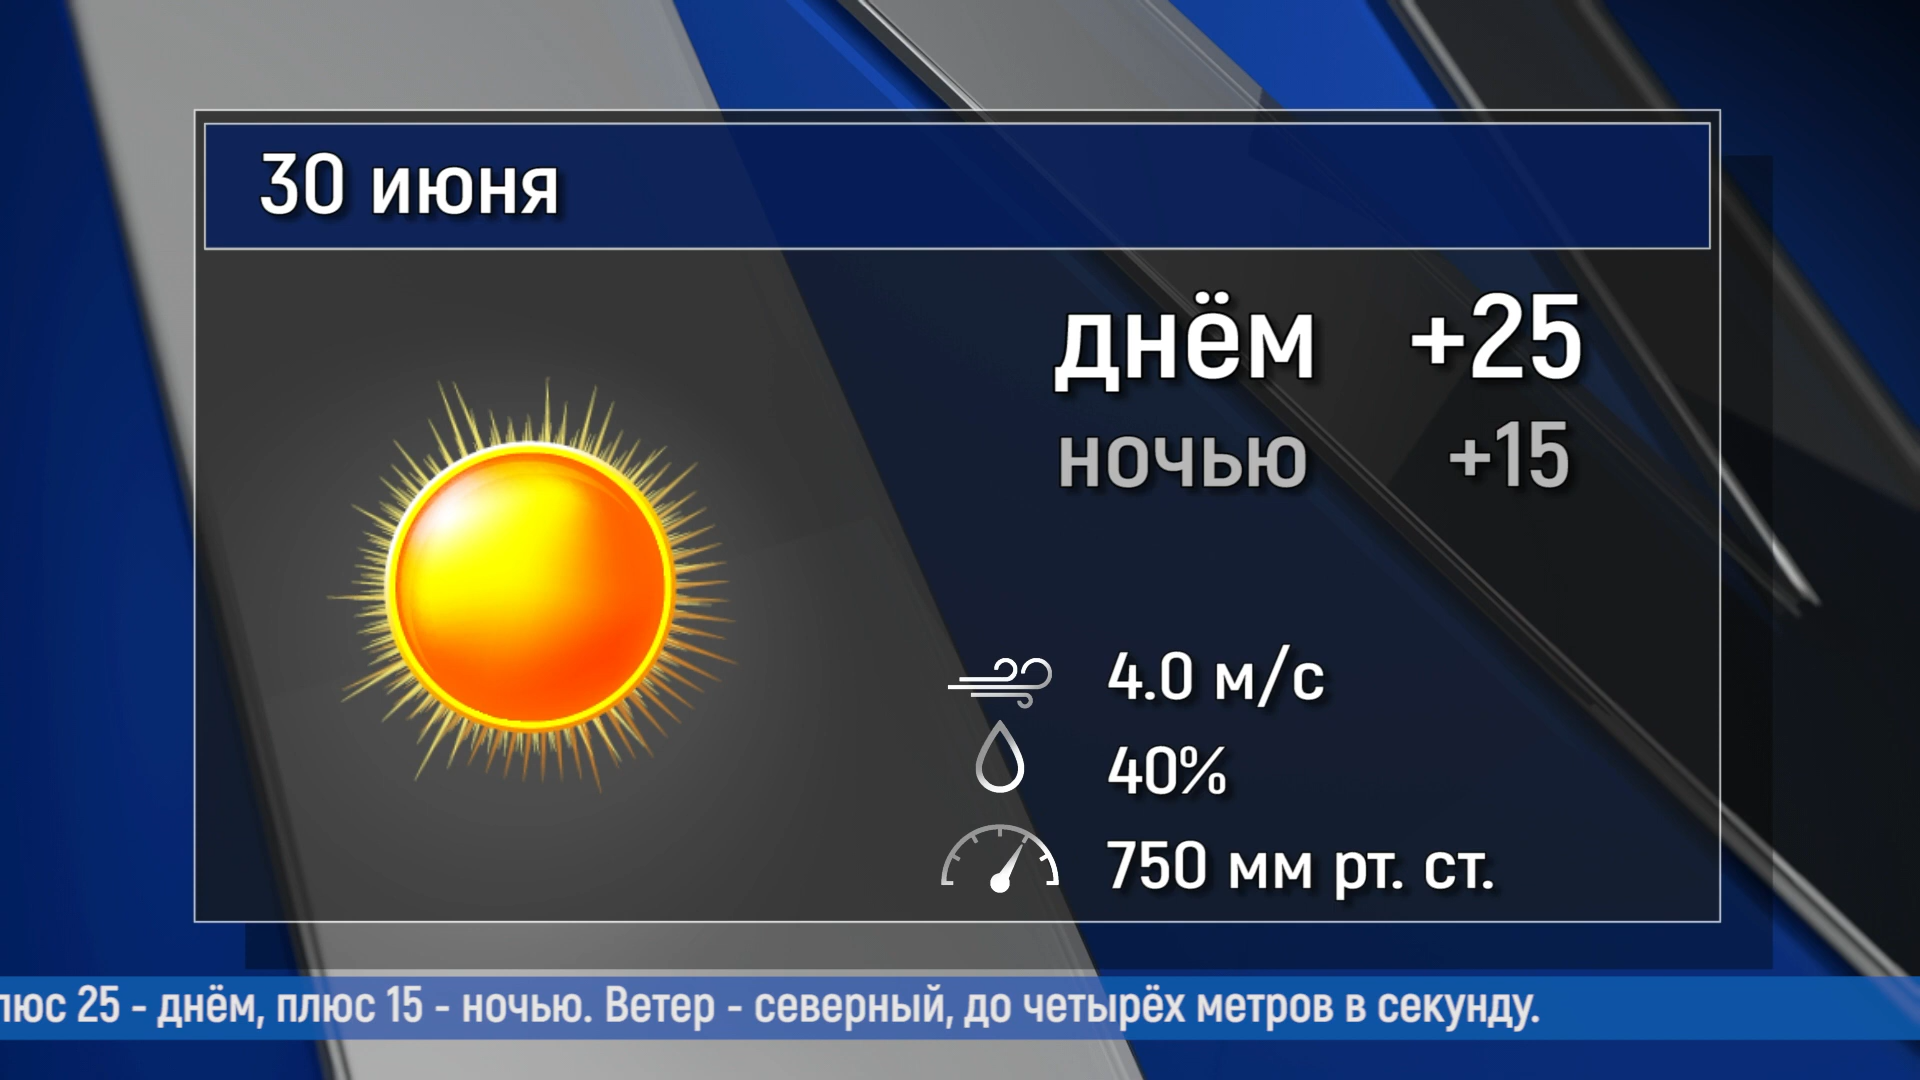 30 июня
днём +25
ночью +15
4.0 м/с
40%
750 мм рт. ст.
25 - днём, плюс 15 - ночью. Ветер - северный, до четырёх метров в секунду.